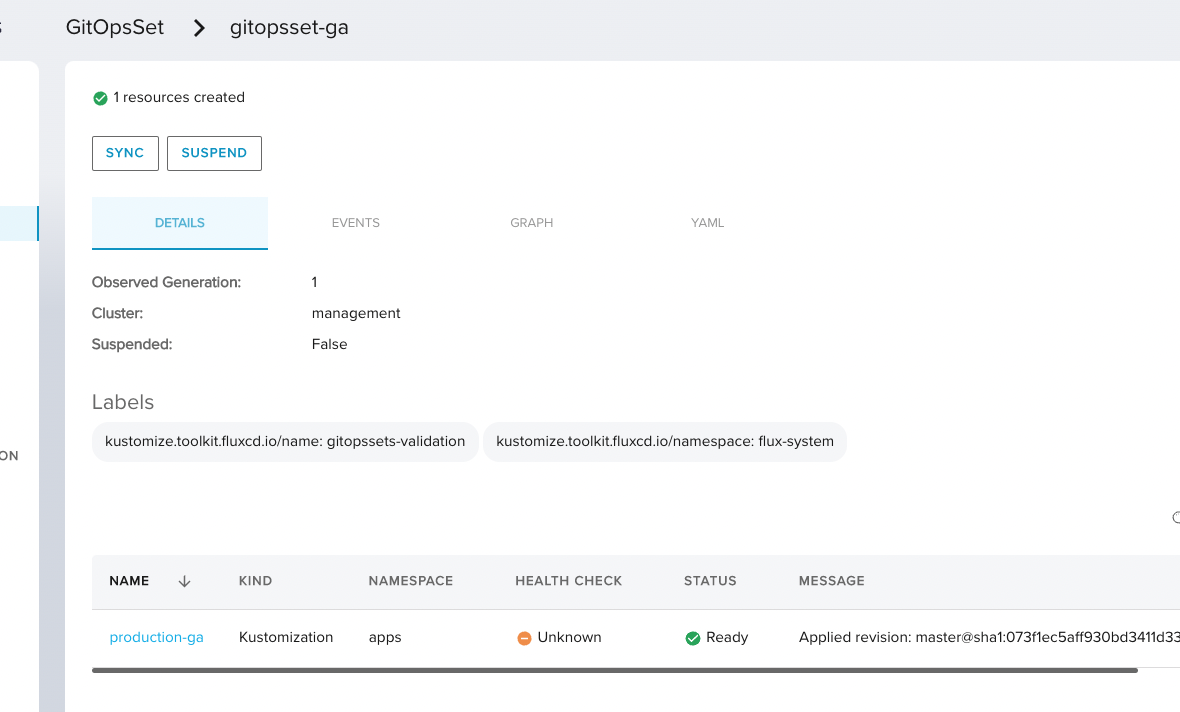 GitOpsSet > gitopsset-ga
1 resources created
SYNC SUSPEND
DETAILS EVENTS GRAPH YAML
Observed Generation: 1
Cluster: management
Suspended: False
Labels
kustomize.toolkit.fluxcd.io/name: gitopssets-validation kustomize.toolkit.fluxcd.io/namespace: flux-system
ON
NAME KIND NAMESPACE HEALTH CHECK STATUS MESSAGE
production-ga Kustomization apps Unknown Ready Applied revision: master@sha1:073f1ec5aff930bd3411d33